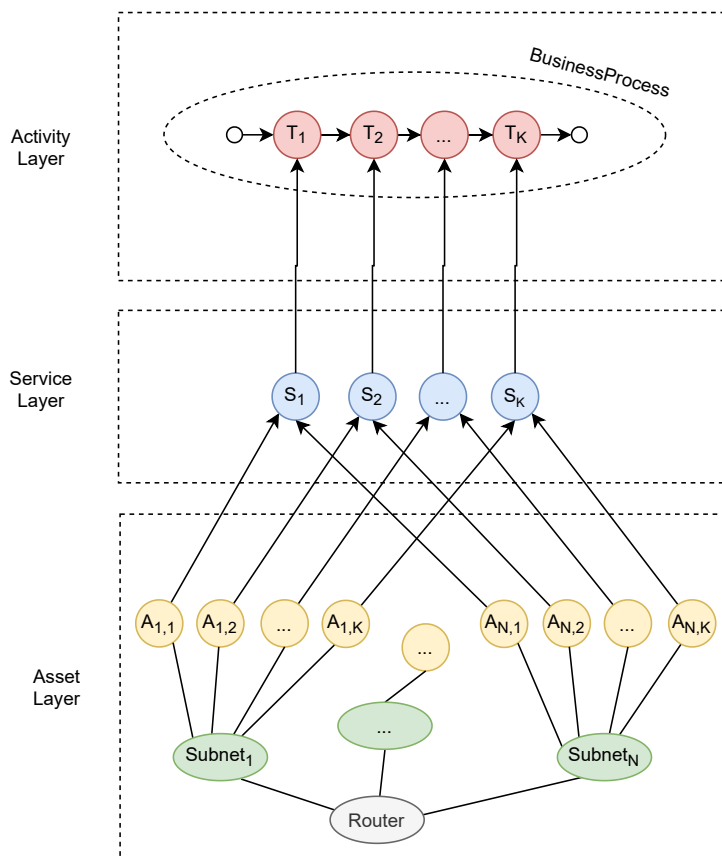 BusinessProcess
Activity
Layer
T1 T2 ... TK
Service
Layer
S1 S2 ... SK
Asset
Layer
A1,1 A1,2 ... A1,K ... AN,1 AN,2 ... AN,K
Subnet1 ... SubnetN
Router